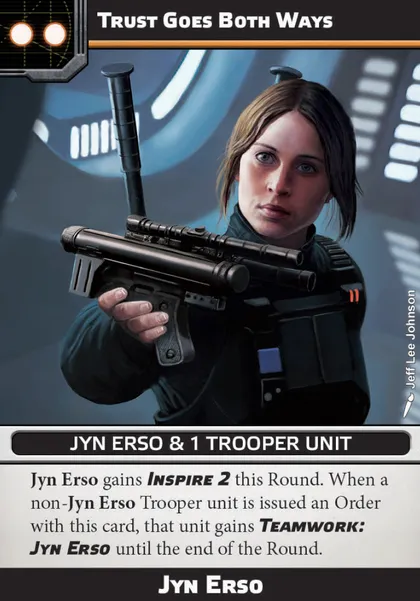 Trust Goes Both Ways
Jeff Lee Johnson
JYN ERSO & 1 TROOPER UNIT
Jyn Erso gains Inspire 2 this Round. When a
non-Jyn Erso Trooper unit is issued an Order
with this card, that unit gains Teamwork:
Jyn Erso until the end of the Round.
Jyn Erso